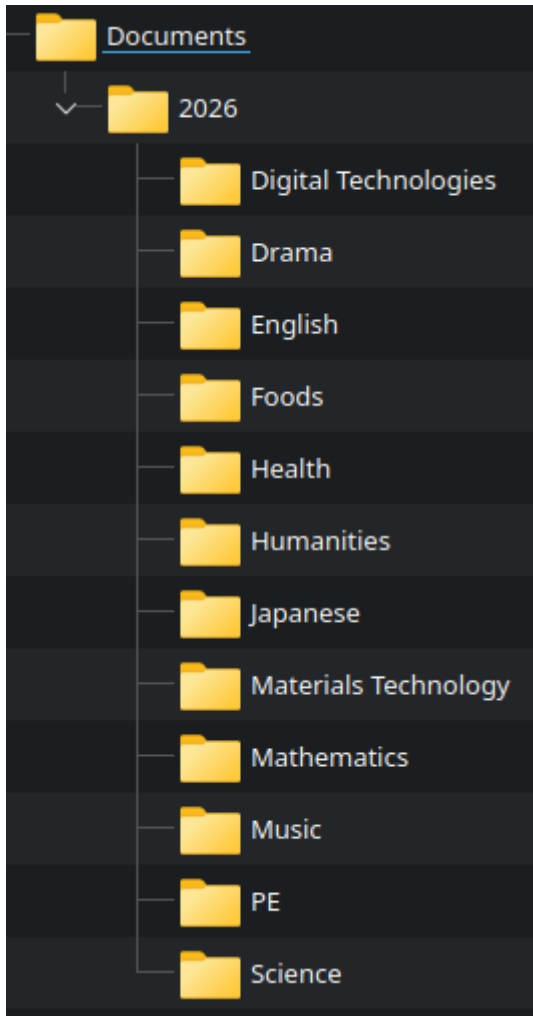 Documents
2026
Digital Technologies
Drama
English
Foods
Health
Humanities
Japanese
Materials Technology
Mathematics
Music
PE
Science